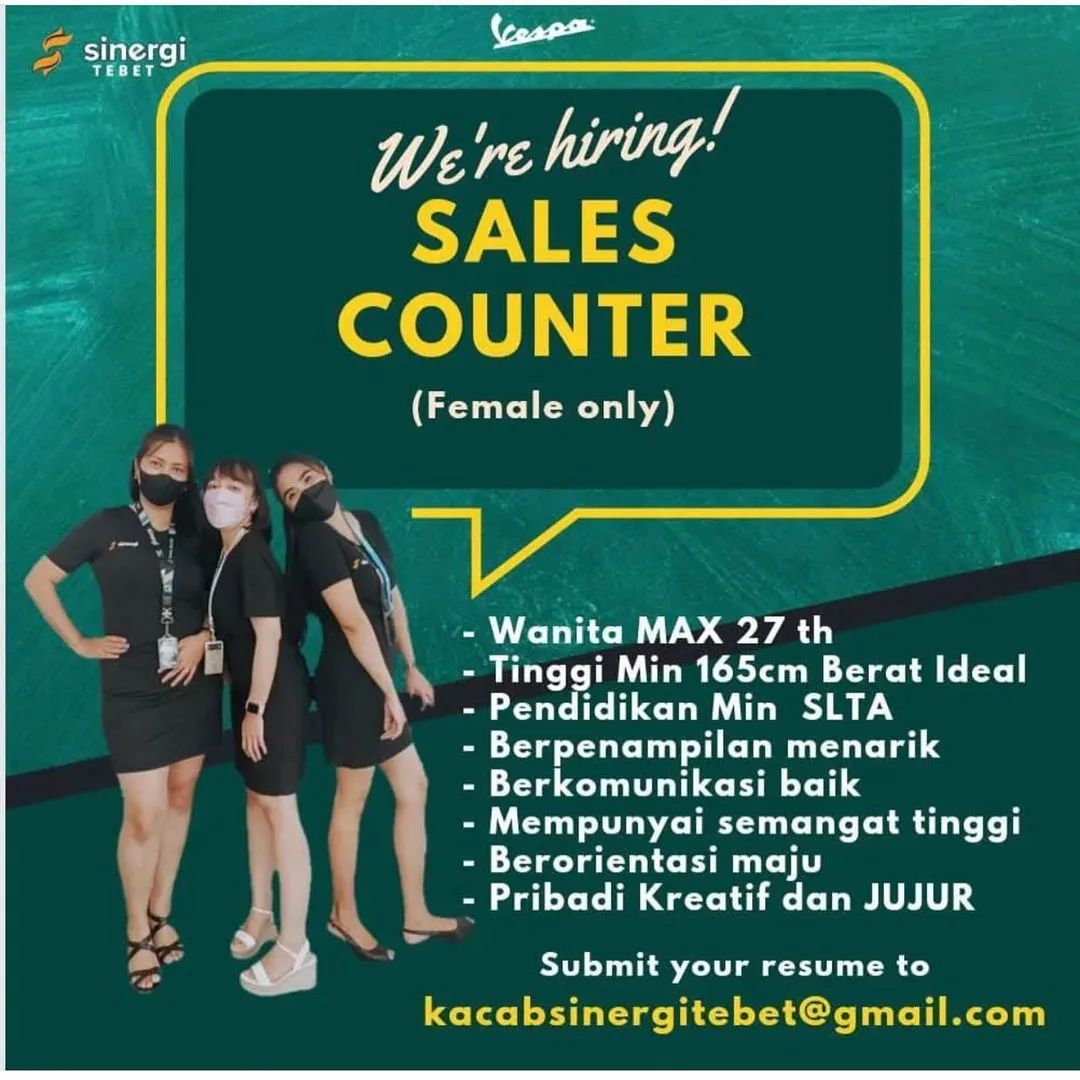 sinergi
TEBET
Vespa
We're hiring!
SALES
COUNTER
(Female only)
- Wanita MAX 27 th
- Tinggi Min 165cm Berat Ideal
- Pendidikan Min SLTA
- Berpenampilan menarik
- Berkomunikasi baik
- Mempunyai semangat tinggi
- Berorientasi maju
- Pribadi Kreatif dan JUJUR
Submit your resume to
kacabsinergitebet@gmail.com